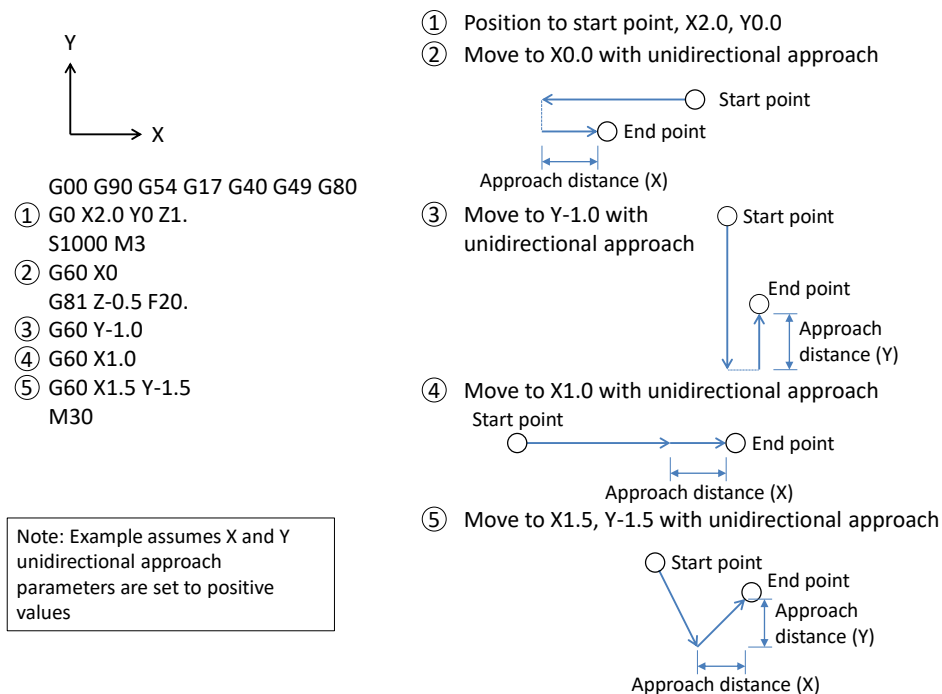 Y
X
G00 G90 G54 G17 G40 G49 G80
① G0 X2.0 Y0 Z1.
S1000 M3
② G60 X0
G81 Z-0.5 F20.
③ G60 Y-1.0
④ G60 X1.0
⑤ G60 X1.5 Y-1.5
M30
Note: Example assumes X and Y
unidirectional approach
parameters are set to positive
values
① Position to start point, X2.0, Y0.0
② Move to X0.0 with unidirectional approach
Start point
End point
Approach distance (X)
③ Move to Y-1.0 with
unidirectional approach
Start point
End point
Approach
distance (Y)
④ Move to X1.0 with unidirectional approach
Start point
End point
Approach distance (X)
⑤ Move to X1.5, Y-1.5 with unidirectional approach
Start point
End point
Approach
distance (Y)
Approach distance (X)